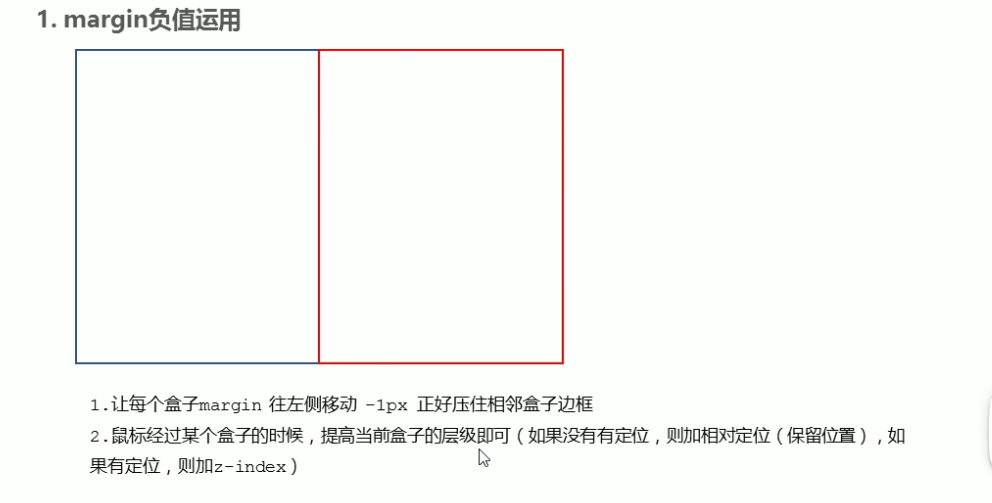 1. margin负值运用
1.让每个盒子margin 往左侧移动 -1px 正好压住相邻盒子边框
2.鼠标经过某个盒子的时候，提高当前盒子的层级即可（如果没有有定位，则加相对定位（保留位置），如
果有定位，则加z-index）